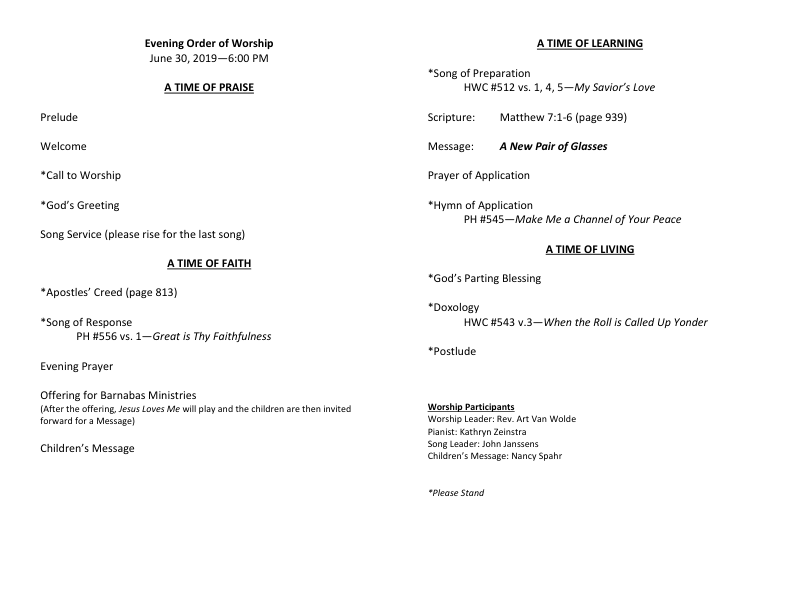 Evening Order of Worship
June 30, 2019—6:00 PM
A TIME OF PRAISE
Prelude
Welcome
*Call to Worship
*God's Greeting
Song Service (please rise for the last song)
A TIME OF FAITH
*Apostles' Creed (page 813)
*Song of Response
PH #556 vs. 1—Great is Thy Faithfulness
Evening Prayer
Offering for Barnabas Ministries
(After the offering, Jesus Loves Me will play and the children are then invited
forward for a Message)
Children's Message
A TIME OF LEARNING
*Song of Preparation
HWC #512 vs. 1, 4, 5—My Savior's Love
Scripture: Matthew 7:1-6 (page 939)
Message: A New Pair of Glasses
Prayer of Application
*Hymn of Application
PH #545—Make Me a Channel of Your Peace
A TIME OF LIVING
*God's Parting Blessing
*Doxology
HWC #543 v.3—When the Roll is Called Up Yonder
*Postlude
Worship Participants
Worship Leader: Rev. Art Van Wolde
Pianist: Kathryn Zeinstra
Song Leader: John Janssens
Children's Message: Nancy Spahr
*Please Stand